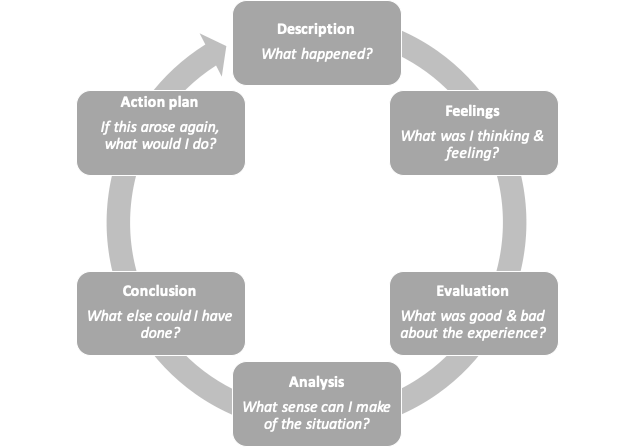 Description
What happened?
Feelings
What was I thinking &
feeling?
Evaluation
What was good & bad
about the experience?
Analysis
What sense can I make
of the situation?
Conclusion
What else could I have
done?
Action plan
If this arose again,
what would I do?